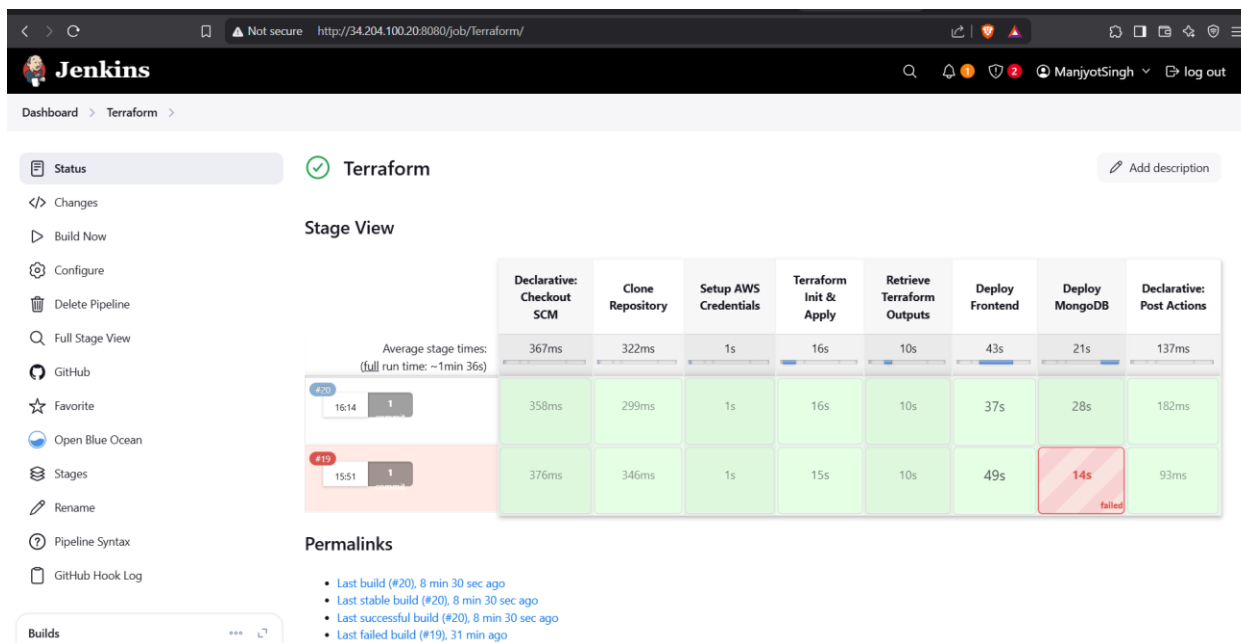 Not secure http://34.204.100.20:8080/job/Terraform/
Jenkins
1
2
ManjyotSingh
log out
Dashboard > Terraform >
Status
Changes
Build Now
Configure
Delete Pipeline
Full Stage View
GitHub
Favorite
Open Blue Ocean
Stages
Rename
Pipeline Syntax
GitHub Hook Log
Builds
Terraform
Add description
Stage View
Declarative: Checkout SCM
Clone Repository
Setup AWS Credentials
Terraform Init & Apply
Retrieve Terraform Outputs
Deploy Frontend
Deploy MongoDB
Declarative: Post Actions
Average stage times:
367ms 322ms 1s 16s 10s 43s 21s 137ms
(full run time: ~1min 36s)
#20
16:14 1
358ms 299ms 1s 16s 10s 37s 28s 182ms
#19
15:51 1
376ms 346ms 1s 15s 10s 49s 14s 93ms
failed
Permalinks
Last build (#20), 8 min 30 sec ago
Last stable build (#20), 8 min 30 sec ago
Last successful build (#20), 8 min 30 sec ago
Last failed build (#19), 31 min ago